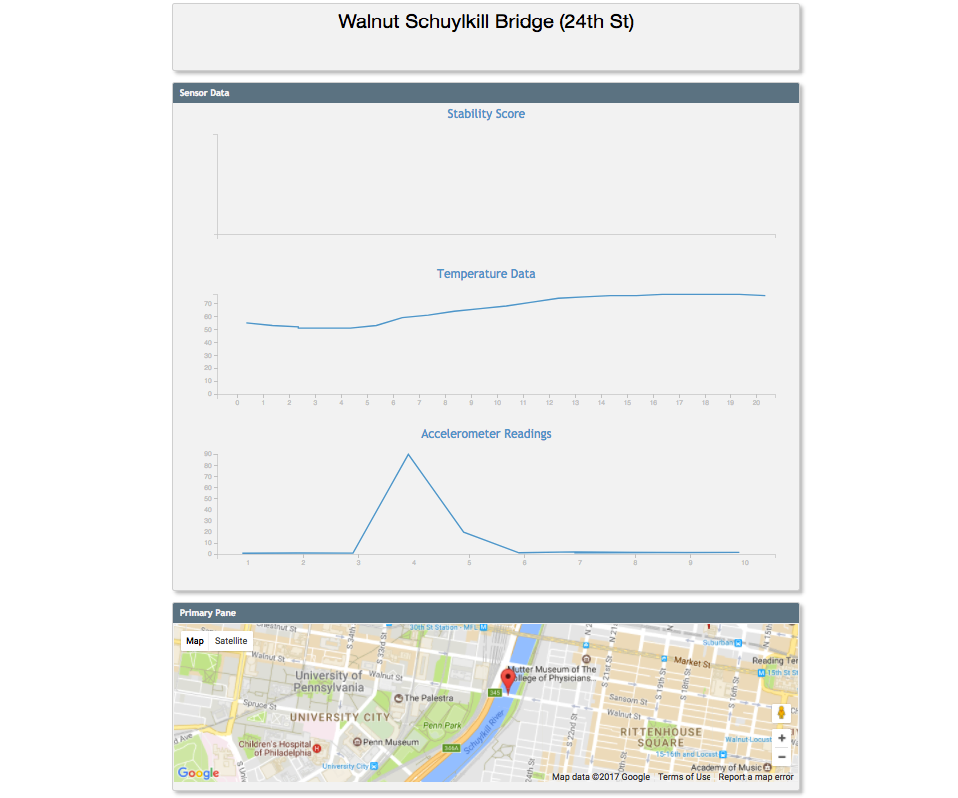 Walnut Schuylkill Bridge (24th St)
Sensor Data
Stability Score
Temperature Data
70
60
50
40
30
20
10
0
0 1 2 3 4 5 6 7 8 9 10 11 12 13 14 15 16 17 18 19 20
Accelerometer Readings
90
80
70
60
50
40
30
20
10
0
1 2 3 4 5 6 7 8 9 10
Primary Pane
Map Satellite
Chestnut St
S 34th
S 33rd St
30th St Station - MFL
N 21
Suburban
N 15th
Walnut St
Market St
Reading Ter
15th St
University of
Pennsylvania
Walnut St
Mutter Museum of The
College of Physicians...
S 21st St
S 19th St
S 18th St
S 16th St
Spruce St
The Palestra
345
Sansom St
UNIVERSITY CITY
Penn Park
Walnut St
Schuylkill River
S 22nd St
RITTENHOUSE
SQUARE
Walnut-Locust
Children's Hospital
of Philadelphia
Penn Museum
346A
15-16th and Locust
University City
24th St
Academy of Music
Google
Map data ©2017 Google Terms of Use Report a map error